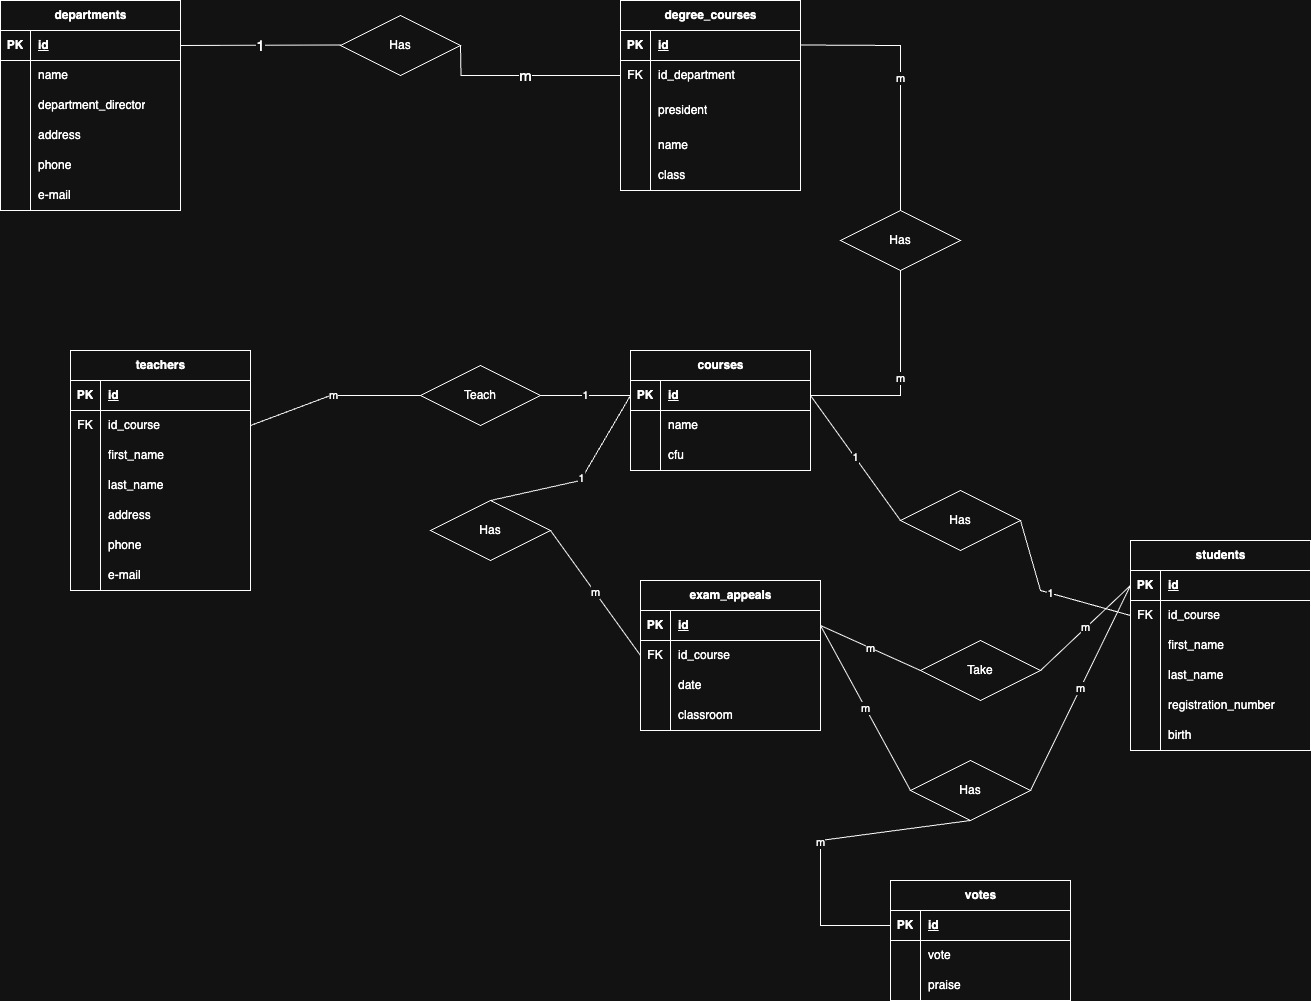 departments
PK id
name
department_director
address
phone
e-mail
1
Has
m
degree_courses
PK id
FK id_department
president
name
class
m
Has
m
teachers
PK id
FK id_course
first_name
last_name
address
phone
e-mail
m
Teach
1
courses
PK id
name
cfu
1
Has
m
1
Has
1
exam_appeals
PK id
FK id_course
date
classroom
m
Take
m
students
PK id
FK id_course
first_name
last_name
registration_number
birth
m
m
Has
m
votes
PK id
vote
praise